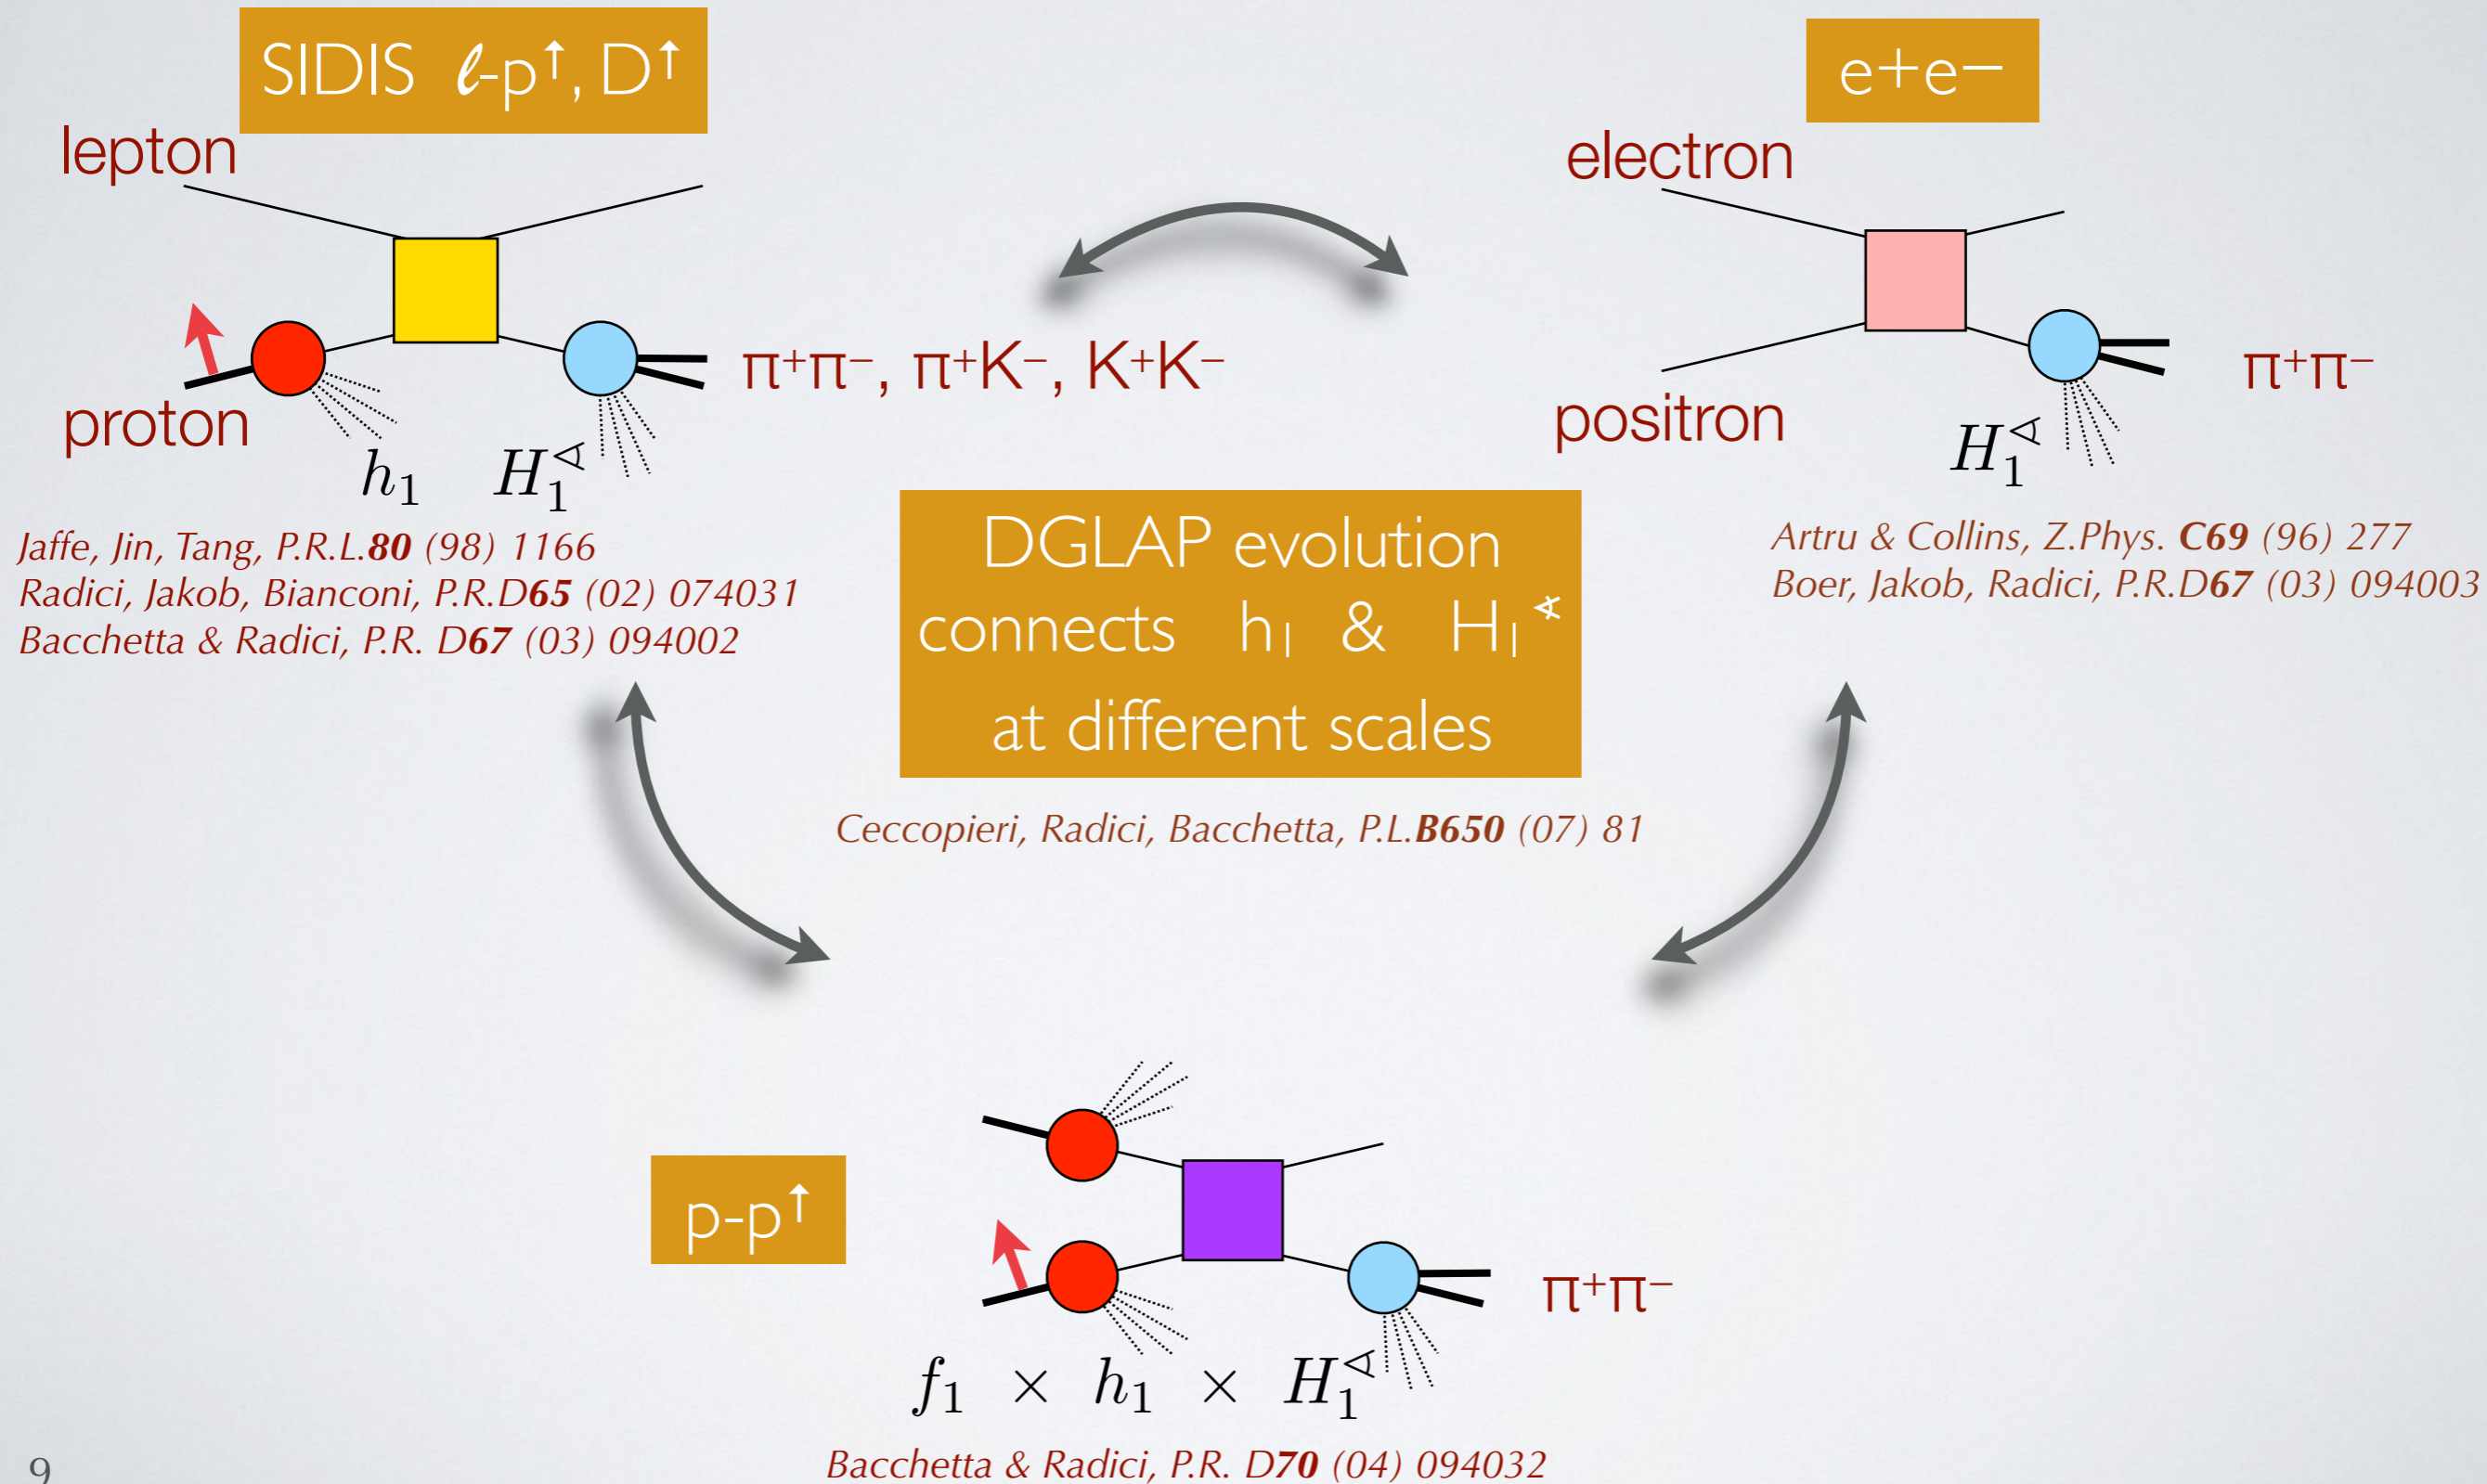 SIDIS ℓ-p↑, D↑
e+e−
lepton
electron
π⁺π⁻, π⁺K⁻, K⁺K⁻
π⁺π⁻
proton
positron
h₁ H₁∢
H₁∢
Jaffe, Jin, Tang, P.R.L.80 (98) 1166
Radici, Jakob, Bianconi, P.R.D65 (02) 074031
Bacchetta & Radici, P.R. D67 (03) 094002
Artru & Collins, Z.Phys. C69 (96) 277
Boer, Jakob, Radici, P.R.D67 (03) 094003
DGLAP evolution
connects h₁ & H₁∢
at different scales
Ceccopieri, Radici, Bacchetta, P.L.B650 (07) 81
p-p↑
π⁺π⁻
f₁ × h₁ × H₁∢
Bacchetta & Radici, P.R. D70 (04) 094032
9